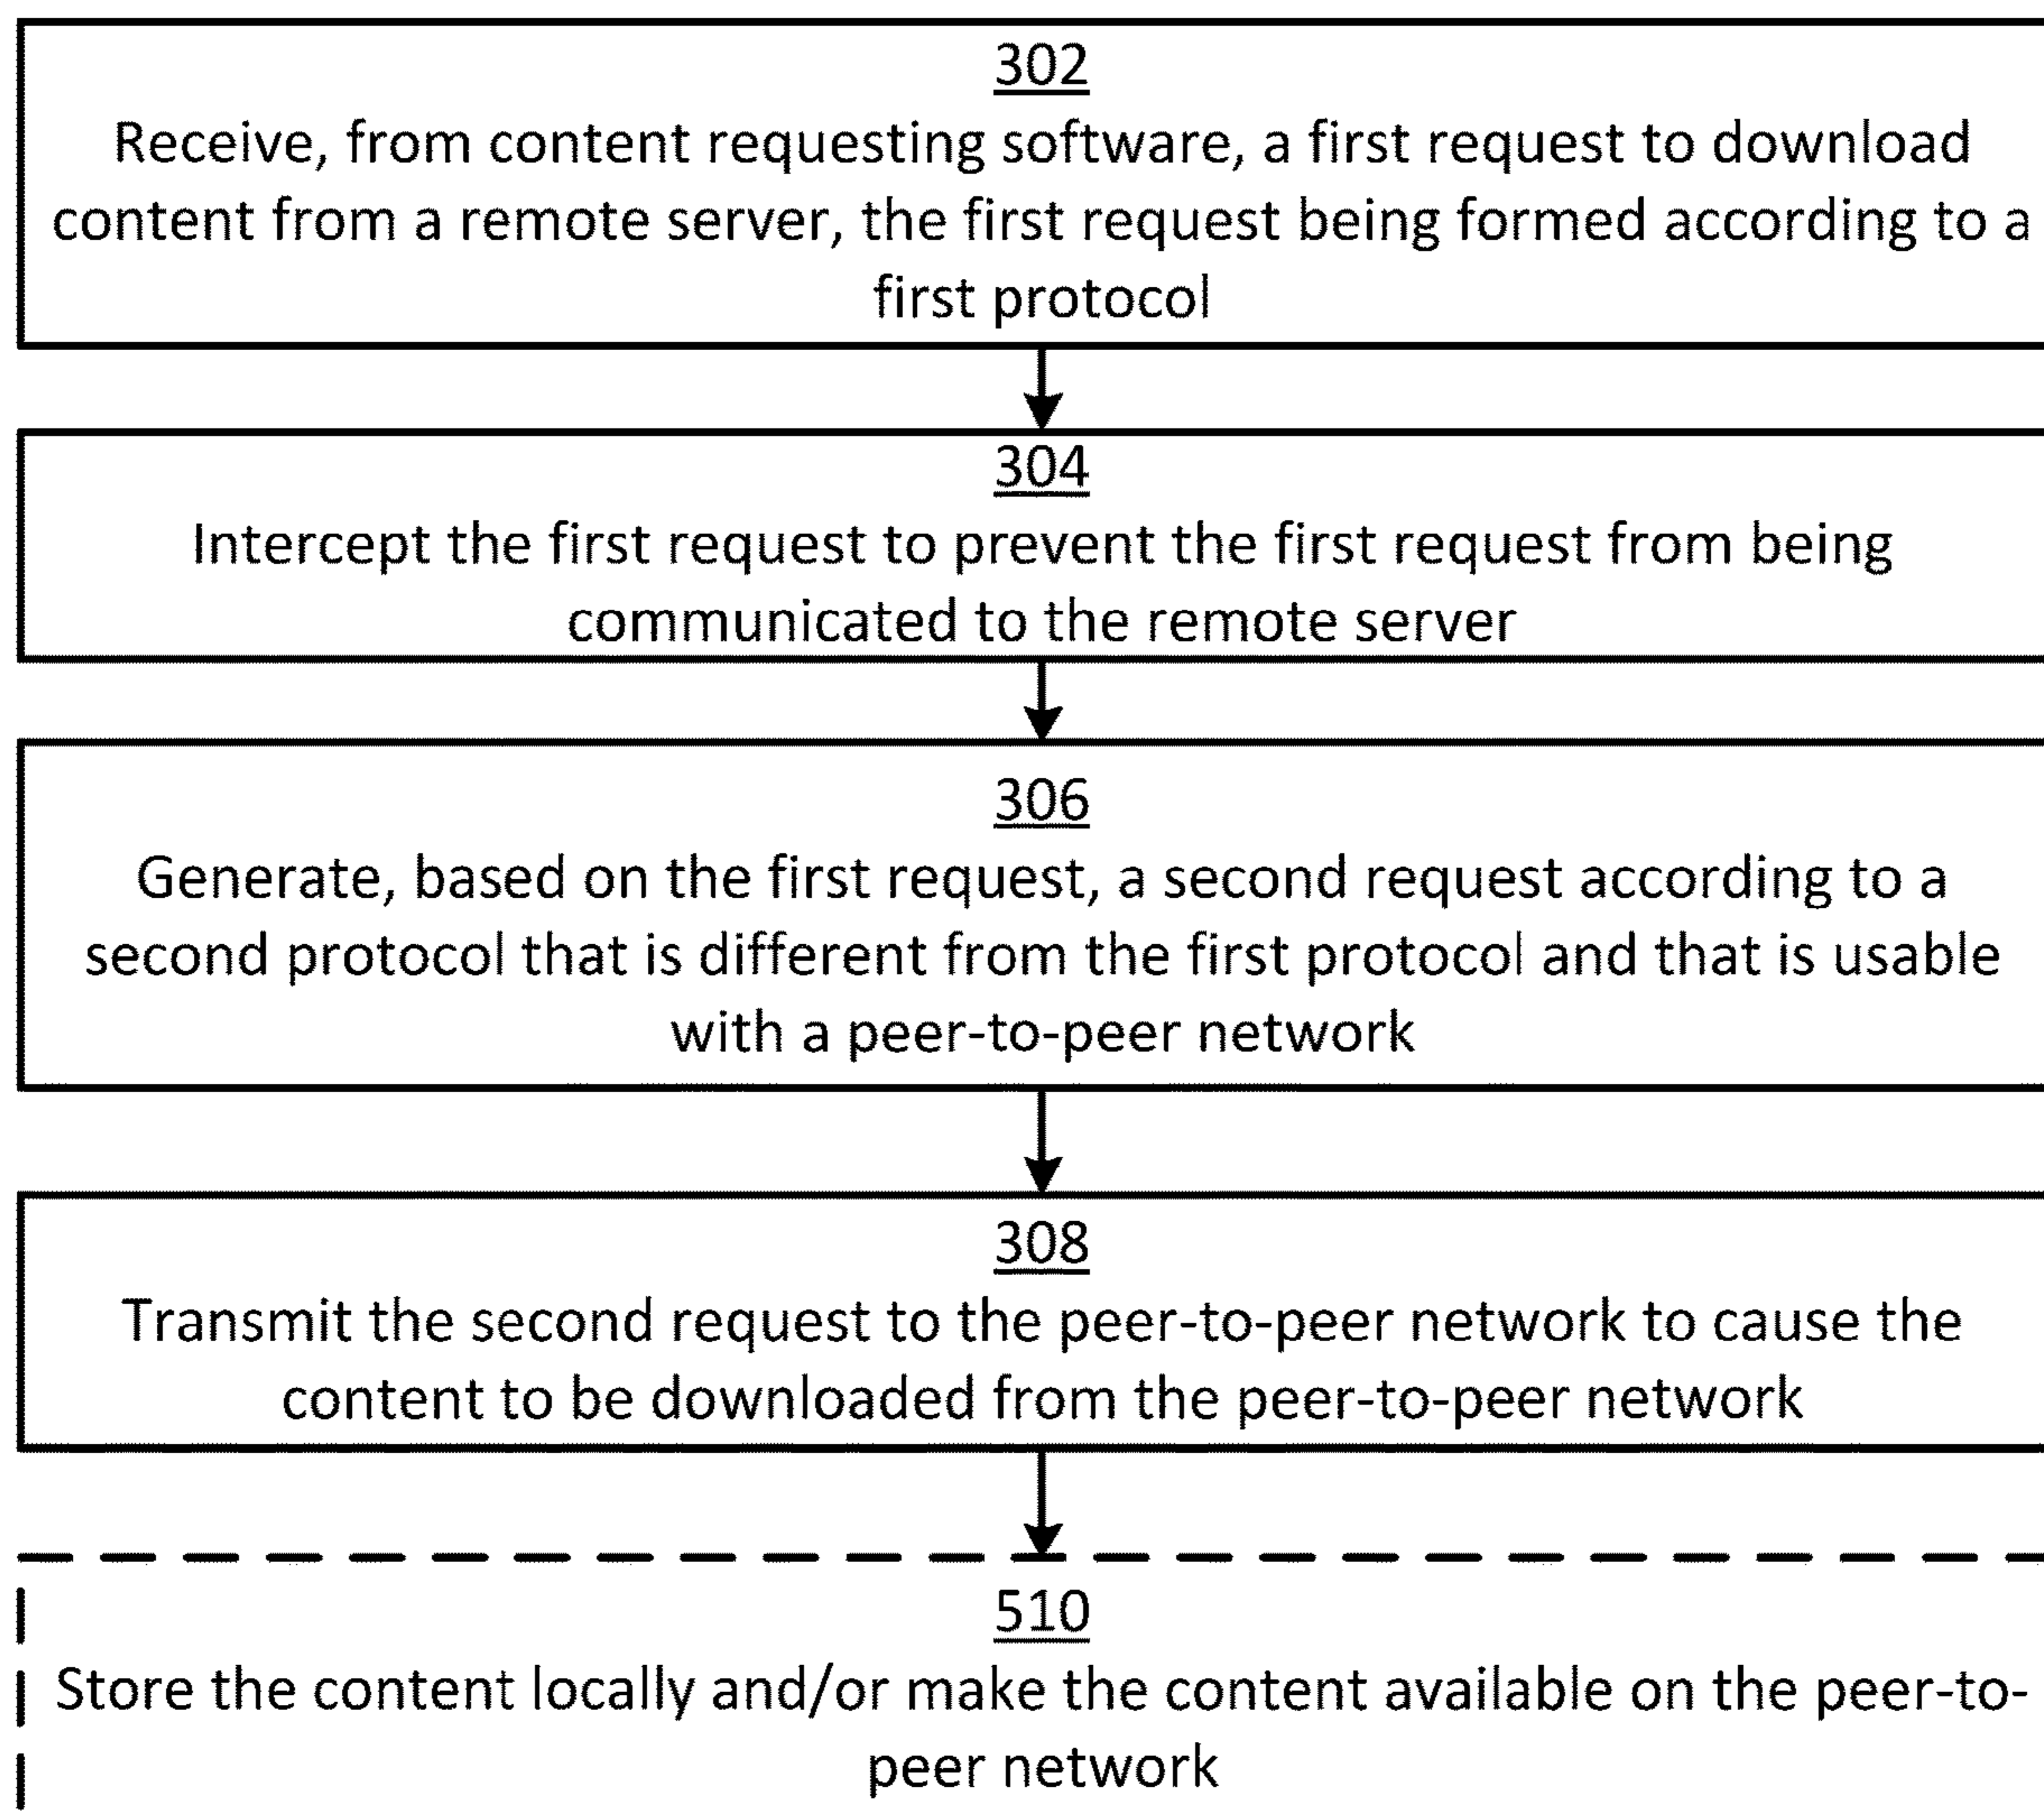 302
Receive, from content requesting software, a first request to download
content from a remote server, the first request being formed according to a
first protocol
304
Intercept the first request to prevent the first request from being
communicated to the remote server
306
Generate, based on the first request, a second request according to a
second protocol that is different from the first protocol and that is usable
with a peer-to-peer network
308
Transmit the second request to the peer-to-peer network to cause the
content to be downloaded from the peer-to-peer network
510
Store the content locally and/or make the content available on the peer-to-
peer network